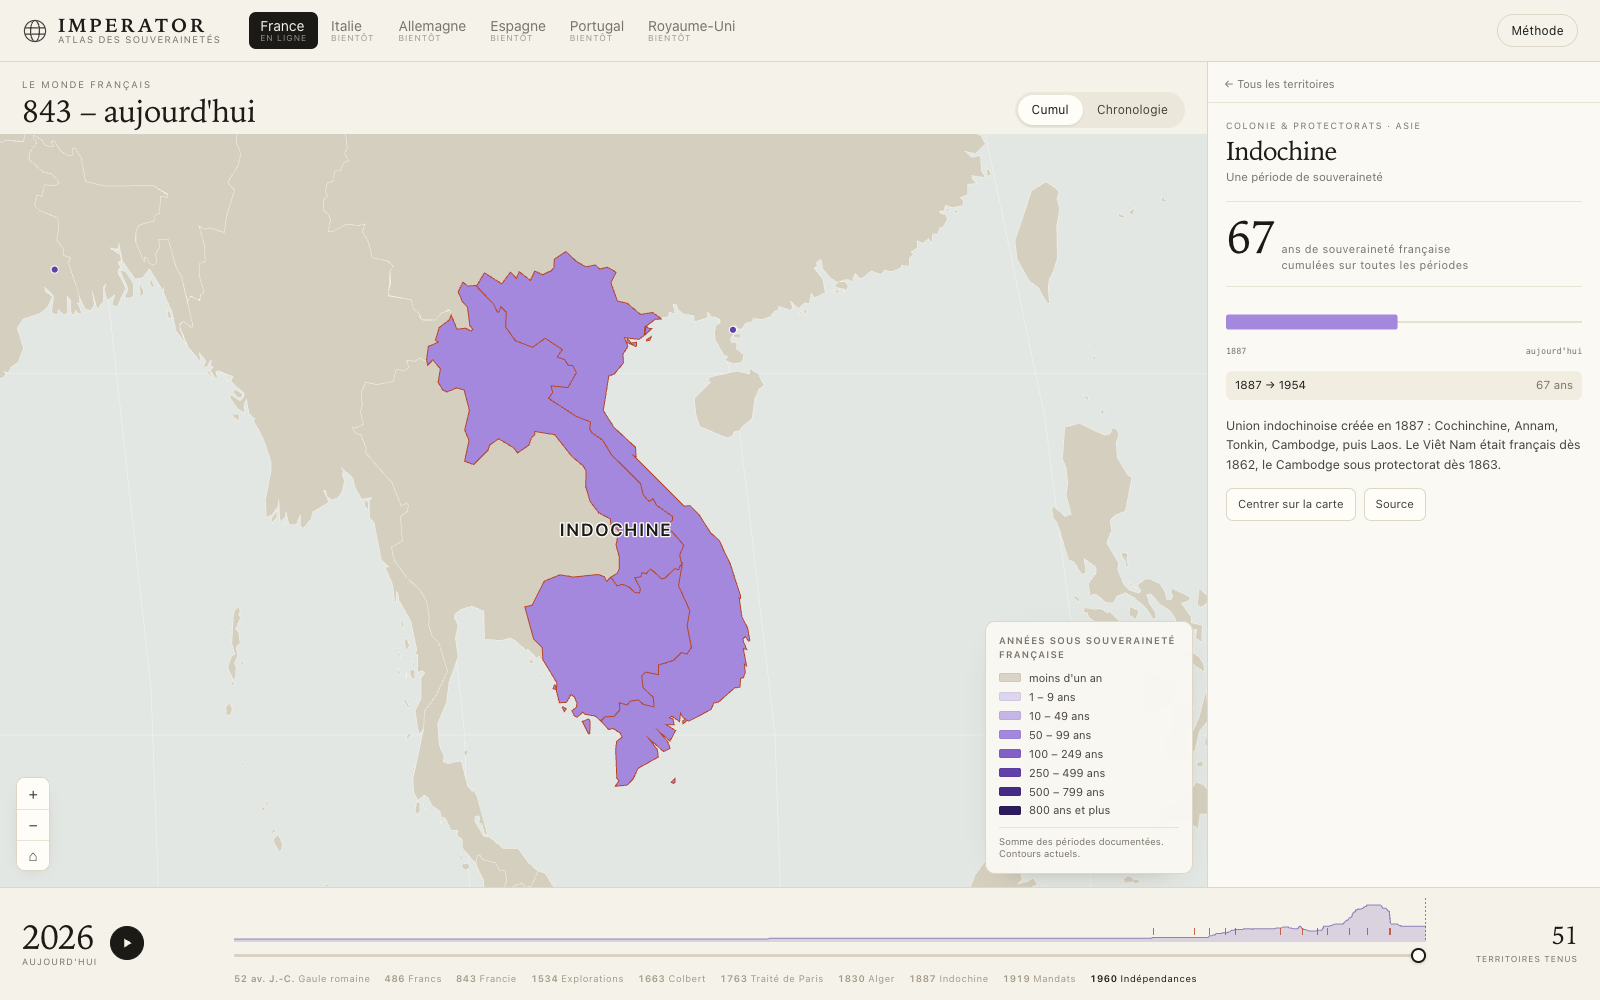 IMPERATOR
ATLAS DES SOUVERAINETÉS
France
EN LIGNE
Italie
BIENTÔT
Allemagne
BIENTÔT
Espagne
BIENTÔT
Portugal
BIENTÔT
Royaume-Uni
BIENTÔT
Méthode
LE MONDE FRANÇAIS
843 – aujourd'hui
Cumul
Chronologie
INDOCHINE
+
−
⌂
ANNÉES SOUS SOUVERAINETÉ
FRANÇAISE
moins d'un an
1 – 9 ans
10 – 49 ans
50 – 99 ans
100 – 249 ans
250 – 499 ans
500 – 799 ans
800 ans et plus
Somme des périodes documentées.
Contours actuels.
← Tous les territoires
COLONIE & PROTECTORATS · ASIE
Indochine
Une période de souveraineté
67 ans de souveraineté française
cumulées sur toutes les périodes
1887 aujourd'hui
1887 → 1954 67 ans
Union indochinoise créée en 1887 : Cochinchine, Annam,
Tonkin, Cambodge, puis Laos. Le Viêt Nam était français dès
1862, le Cambodge sous protectorat dès 1863.
Centrer sur la carte
Source
2026
AUJOURD'HUI
52 av. J.-C. Gaule romaine 486 Francs 843 Francie 1534 Explorations 1663 Colbert 1763 Traité de Paris 1830 Alger 1887 Indochine 1919 Mandats 1960 Indépendances
51
TERRITOIRES TENUS